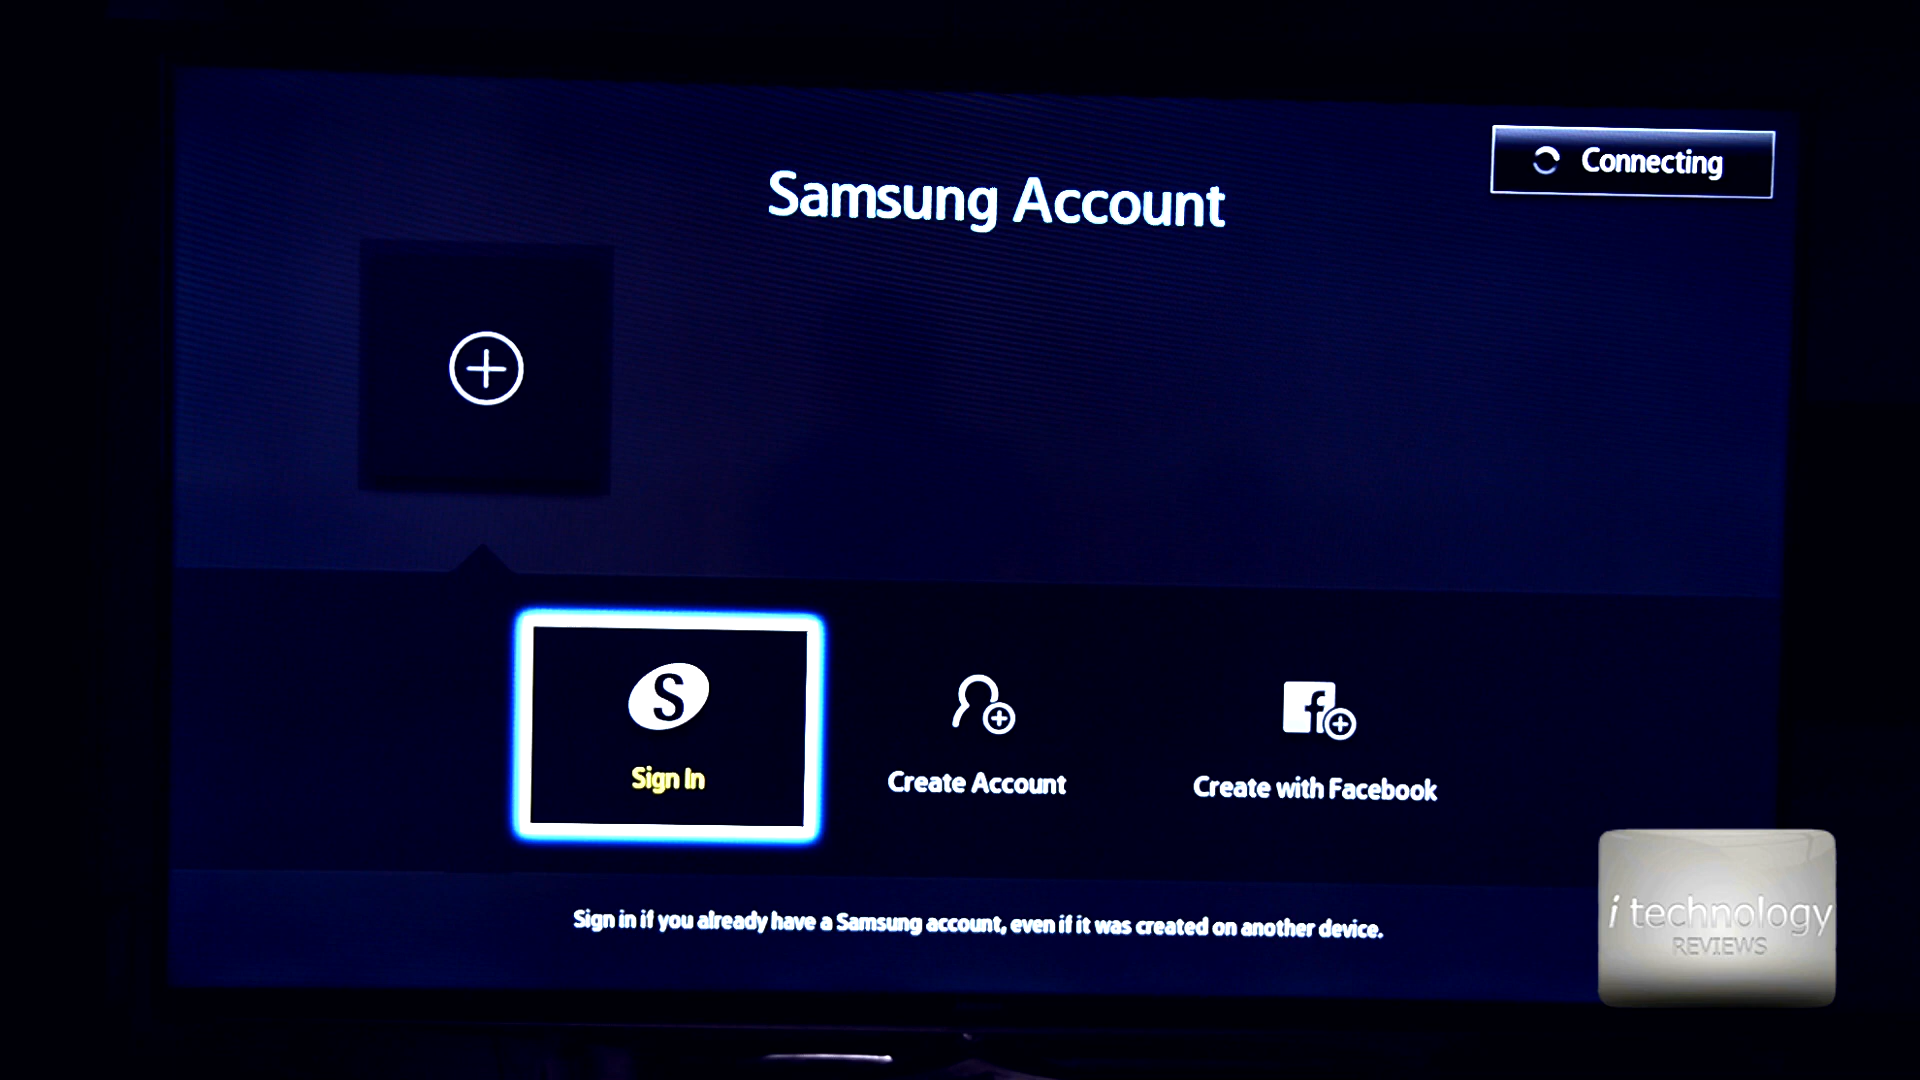 Connecting
Samsung Account
S
Sign In
Create Account
f
Create with Facebook
Sign in if you already have a Samsung account, even if it was created on another device.
i technology
REVIEWS